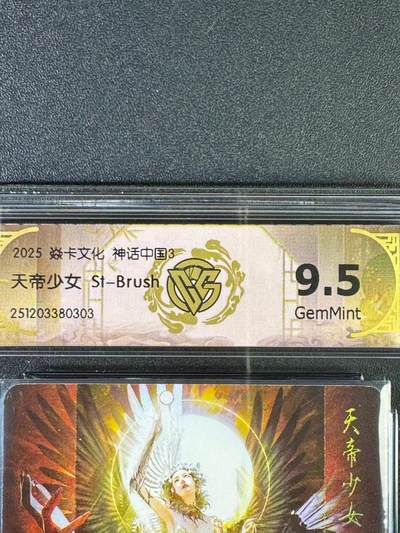 2025 焱卡文化 神话中国3
天帝少女 St-Brush
251203380303
9.5
GemMint
天帝少女